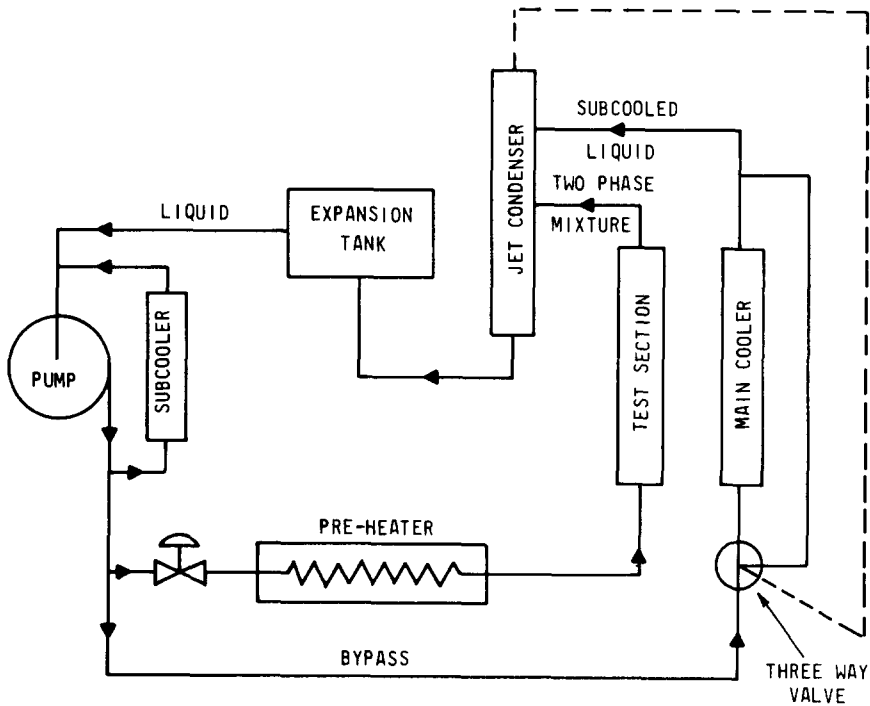 SUBCOOLED
LIQUID
TWO PHASE
MIXTURE
JET CONDENSER
LIQUID
EXPANSION
TANK
SUBCOOLER
PUMP
TEST SECTION
MAIN COOLER
PRE-HEATER
BYPASS
THREE WAY
VALVE